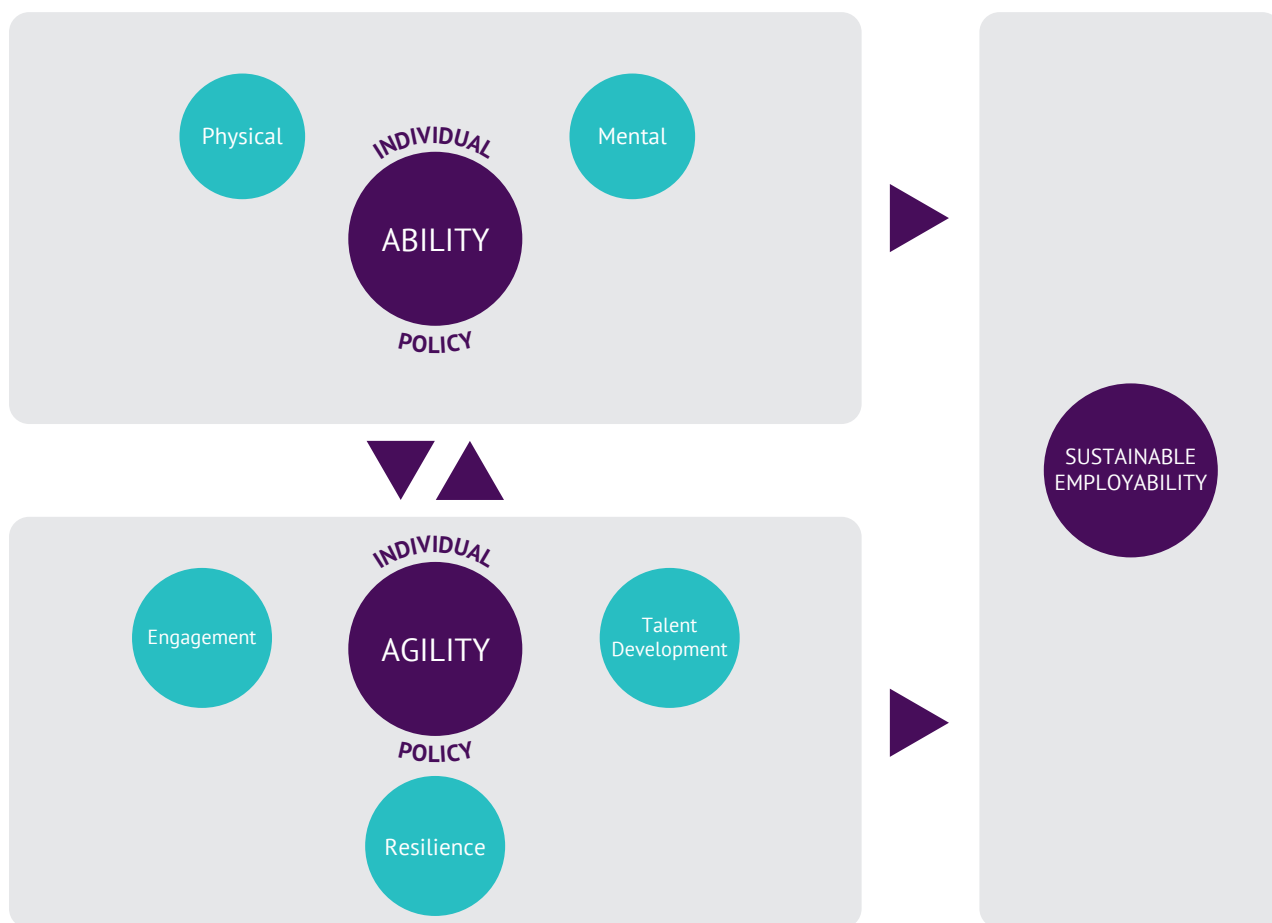 Physical
INDIVIDUAL
Mental
ABILITY
POLICY
INDIVIDUAL
Engagement
AGILITY
Talent
Development
POLICY
Resilience
SUSTAINABLE
EMPLOYABILITY